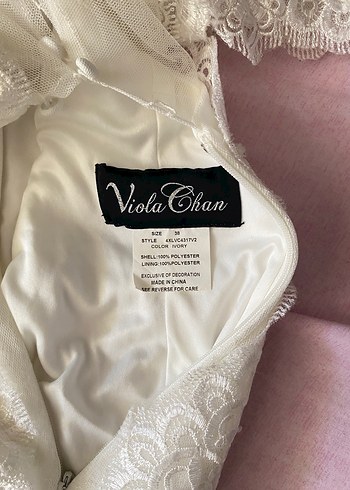 Viola Chan
SIZE 38
STYLE 4XLVC4317V2
COLOR IVORY
SHELL:100% POLYESTER
LINING:100%POLYESTER
EXCLUSIVE OF DECORATION
MADE IN CHINA
SEE REVERSE FOR CARE